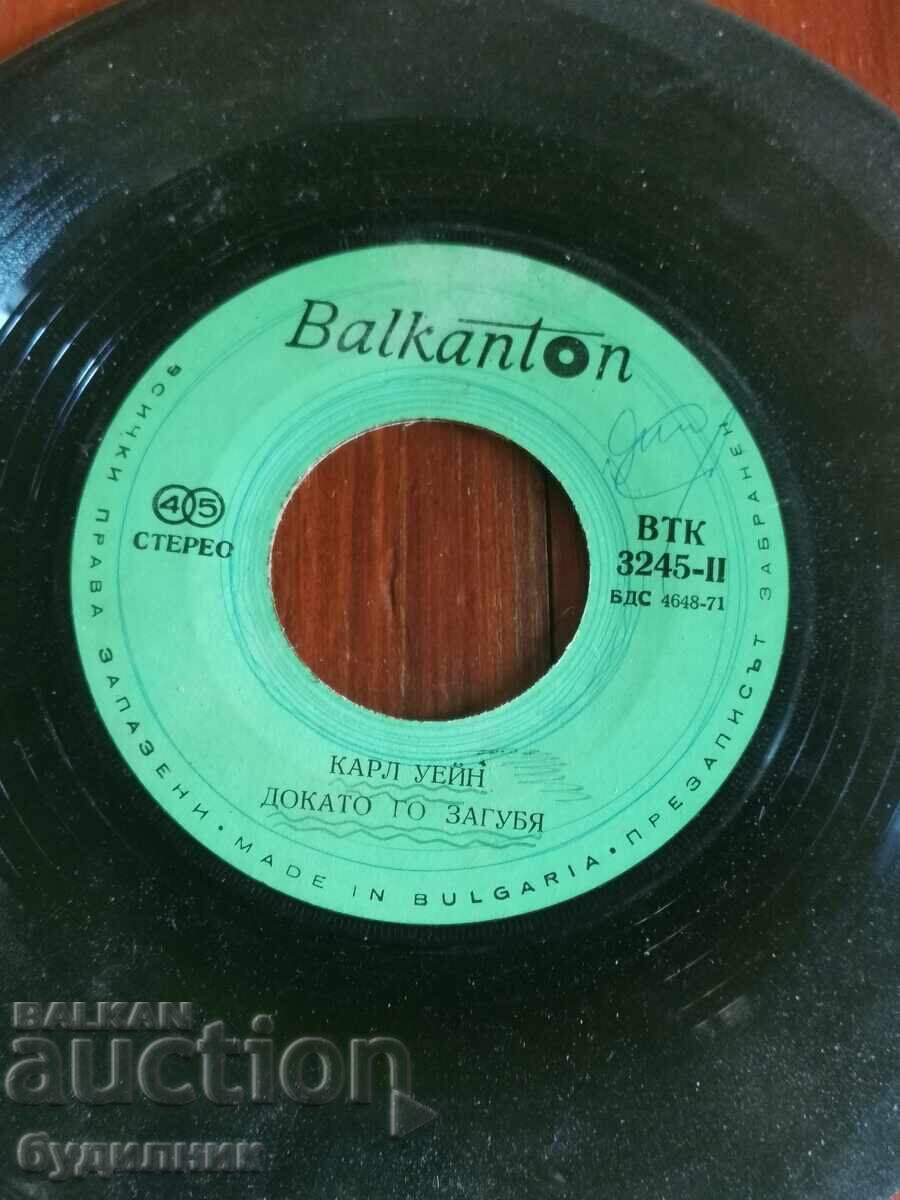 Balkanton
45
СТЕРЕО
ВТК
3245-II
БДС 4648-71
КАРЛ УЕЙН
ДОКАТО ГО ЗАГУБЯ
ВСИЧКИ ПРАВА ЗАПАЗЕНИ • MADE IN BULGARIA • ПРЕЗАПИСЪТ ЗАБРАНЕН
BALKAN
auction
будилник